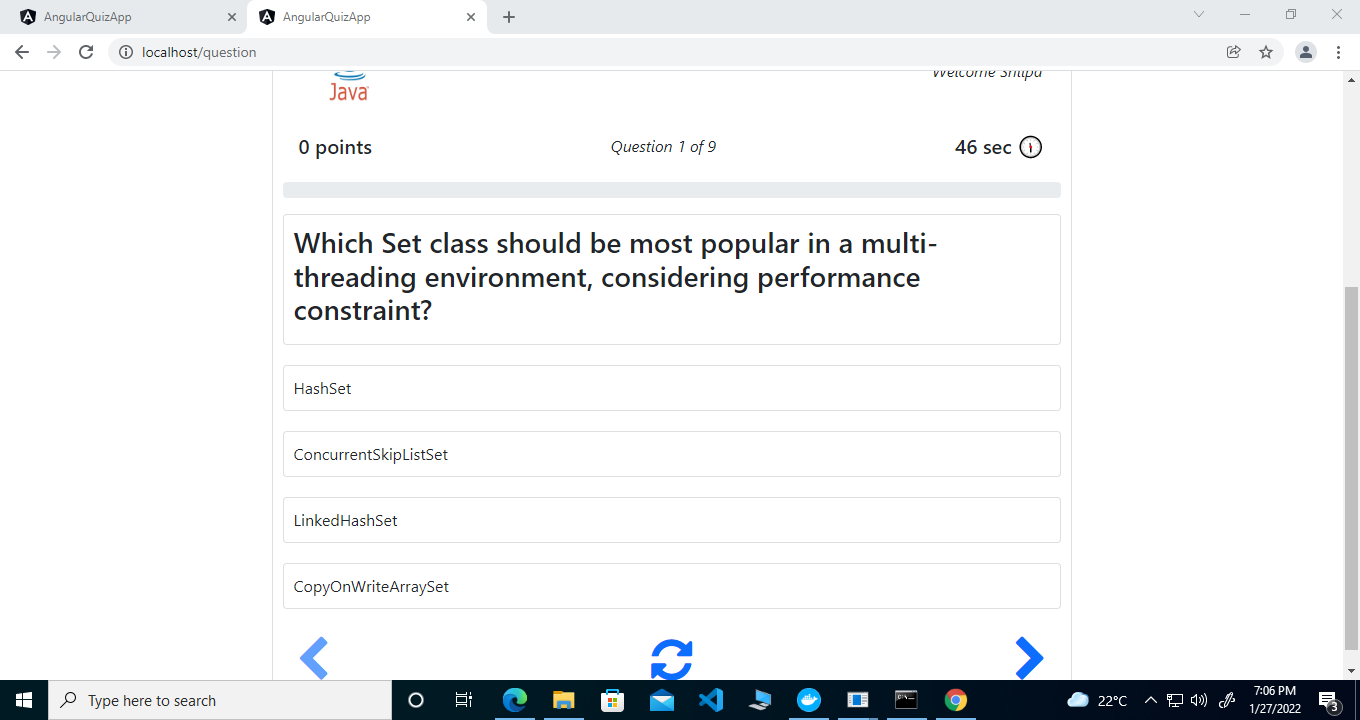 AngularQuizApp
AngularQuizApp
localhost/question
Java
0 points
Question 1 of 9
46 sec
Which Set class should be most popular in a multi-
threading environment, considering performance
constraint?
HashSet
ConcurrentSkipListSet
LinkedHashSet
CopyOnWriteArraySet
Type here to search
22°C
7:06 PM
1/27/2022
3